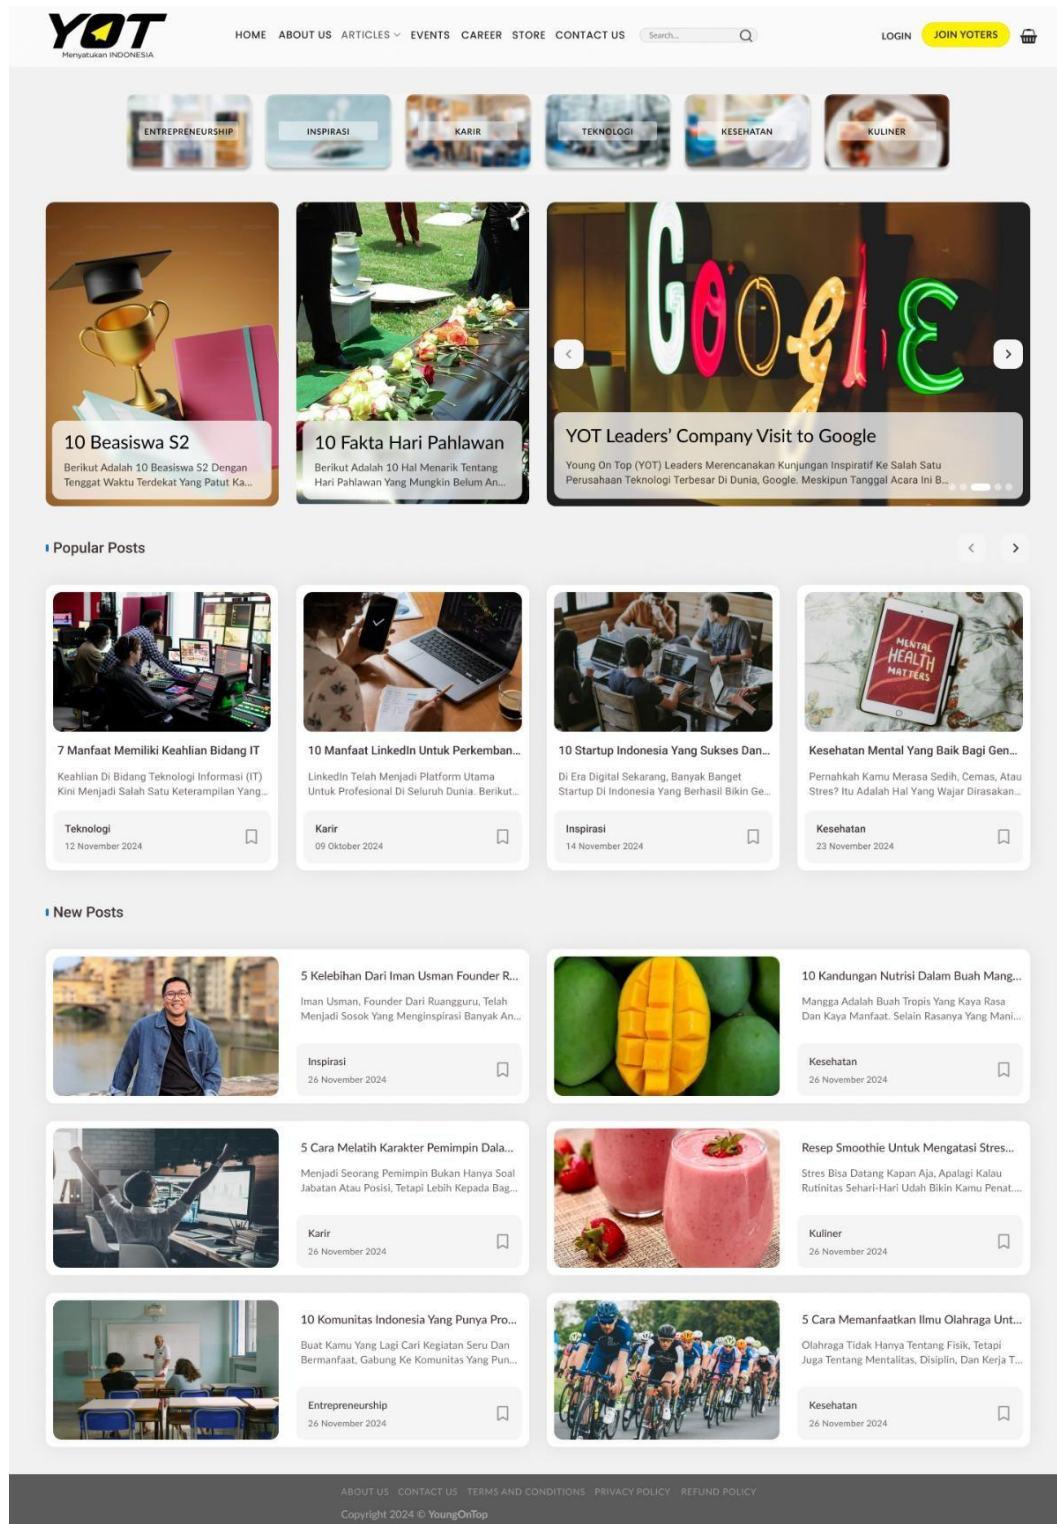 YOT
Menyatukan INDONESIA
HOME ABOUT US ARTICLES EVENTS CAREER STORE CONTACT US Search... LOGIN JOIN YOTERS
ENTREPRENEURSHIP INSPIRASI KARIR TEKNOLOGI KESEHATAN KULINER
10 Beasiswa S2
Berikut Adalah 10 Beasiswa S2 Dengan
Tenggat Waktu Terdekat Yang Patut Ka...
10 Fakta Hari Pahlawan
Berikut Adalah 10 Hal Menarik Tentang
Hari Pahlawan Yang Mungkin Belum An...
Google
YOT Leaders' Company Visit to Google
Young On Top (YOT) Leaders Merencanakan Kunjungan Inspiratif Ke Salah Satu
Perusahaan Teknologi Terbesar Di Dunia, Google. Meskipun Tanggal Acara Ini B...
Popular Posts
7 Manfaat Memiliki Keahlian Bidang IT
Keahlian Di Bidang Teknologi Informasi (IT)
Kini Menjadi Salah Satu Keterampilan Yang...
Teknologi
12 November 2024
10 Manfaat LinkedIn Untuk Perkemban...
LinkedIn Telah Menjadi Platform Utama
Untuk Profesional Di Seluruh Dunia. Berikut...
Karir
09 Oktober 2024
10 Startup Indonesia Yang Sukses Dan...
Di Era Digital Sekarang, Banyak Banget
Startup Di Indonesia Yang Berhasil Bikin Ge...
Inspirasi
14 November 2024
MENTAL
HEALTH
MATTERS
Kesehatan Mental Yang Baik Bagi Gen...
Pernahkah Kamu Merasa Sedih, Cemas, Atau
Stres? Itu Adalah Hal Yang Wajar Dirasakan...
Kesehatan
23 November 2024
New Posts
5 Kelebihan Dari Iman Usman Founder R...
Iman Usman, Founder Dari Ruangguru, Telah
Menjadi Sosok Yang Menginspirasi Banyak An...
Inspirasi
26 November 2024
10 Kandungan Nutrisi Dalam Buah Mang...
Mangga Adalah Buah Tropis Yang Kaya Rasa
Dan Kaya Manfaat. Selain Rasanya Yang Mani...
Kesehatan
26 November 2024
5 Cara Melatih Karakter Pemimpin Dala...
Menjadi Seorang Pemimpin Bukan Hanya Soal
Jabatan Atau Posisi, Tetapi Lebih Kepada Bag...
Karir
26 November 2024
Resep Smoothie Untuk Mengatasi Stres...
Stres Bisa Datang Kapan Aja, Apalagi Kalau
Rutinitas Sehari-Hari Udah Bikin Kamu Penat....
Kuliner
26 November 2024
10 Komunitas Indonesia Yang Punya Pro...
Buat Kamu Yang Lagi Cari Kegiatan Seru Dan
Bermanfaat, Gabung Ke Komunitas Yang Pun...
Entrepreneurship
26 November 2024
5 Cara Memanfaatkan Ilmu Olahraga Unt...
Olahraga Tidak Hanya Tentang Fisik, Tetapi
Juga Tentang Mentalitas, Disiplin, Dan Kerja T...
Kesehatan
26 November 2024
ABOUT US CONTACT US TERMS AND CONDITIONS PRIVACY POLICY REFUND POLICY
Copyright 2024 © YoungOnTop